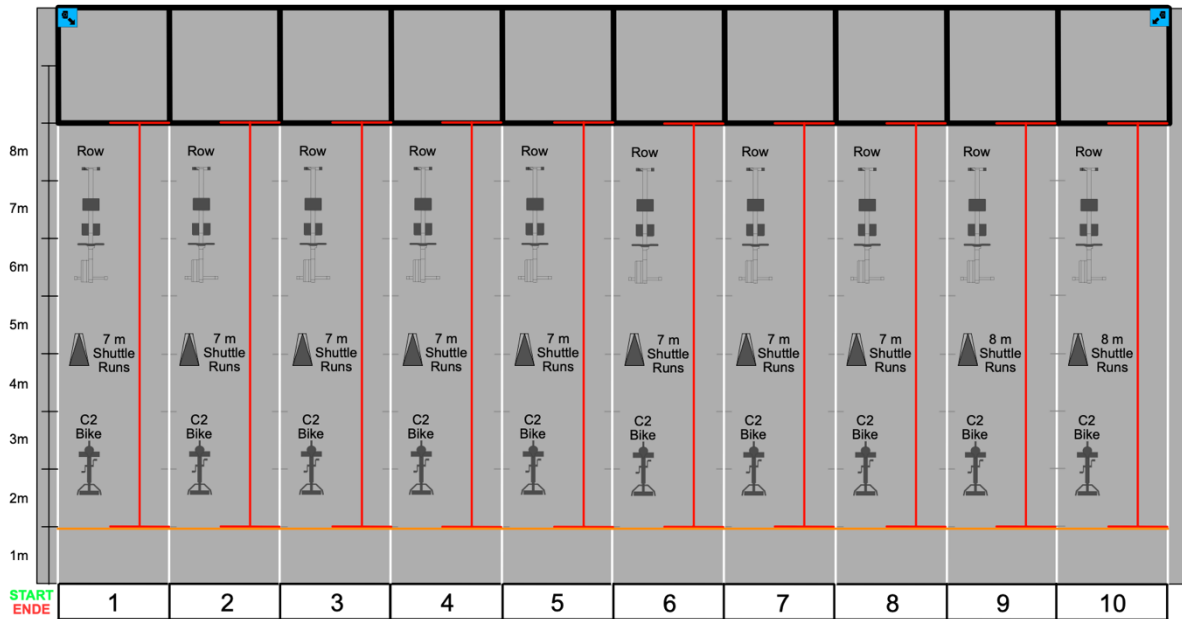 8m
7m
6m
5m
4m
3m
2m
1m
Row Row Row Row Row Row Row Row Row Row
7 m 7 m 7 m 7 m 7 m 7 m 7 m 7 m 8 m 8 m
Shuttle Shuttle Shuttle Shuttle Shuttle Shuttle Shuttle Shuttle Shuttle Shuttle
Runs Runs Runs Runs Runs Runs Runs Runs Runs Runs
C2 C2 C2 C2 C2 C2 C2 C2 C2 C2
Bike Bike Bike Bike Bike Bike Bike Bike Bike Bike
START
ENDE
1 2 3 4 5 6 7 8 9 10